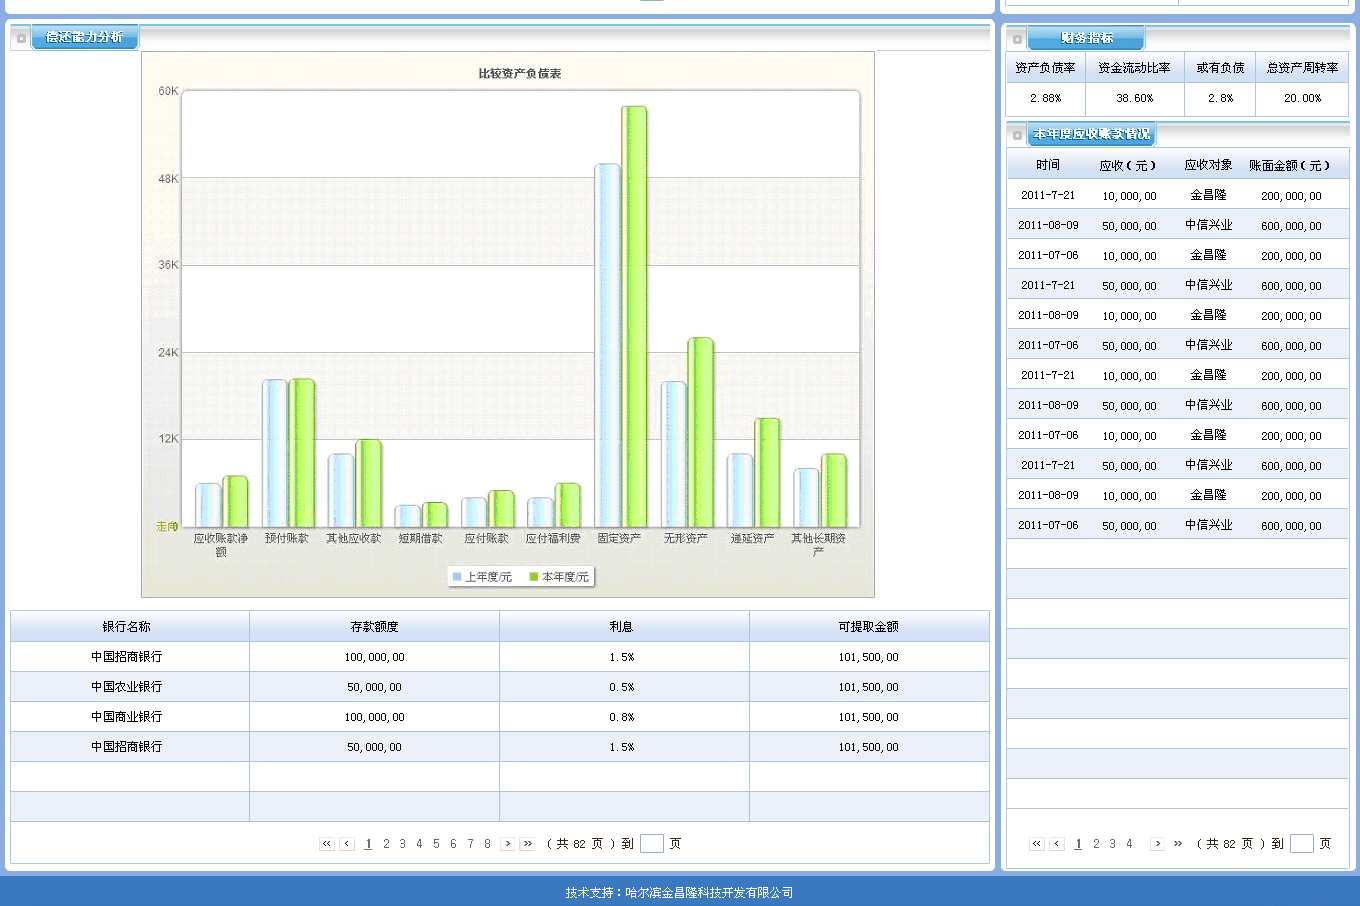 偿还能力分析
比较资产负债表
60K
48K
36K
24K
12K
走向
应收账款净额 预付账款 其他应收款 短期借款 应付账款 应付福利费 固定资产 无形资产 递延资产 其他长期资产
上年度/元 本年度/元
银行名称 存款额度 利息 可提取金额
中国招商银行 100,000,00 1.5% 101,500,00
中国农业银行 50,000,00 0.5% 101,500,00
中国商业银行 100,000,00 0.8% 101,500,00
中国招商银行 50,000,00 1.5% 101,500,00
« ‹ 1 2 3 4 5 6 7 8 › » ( 共 82 页 ) 到 页
财务指标
资产负债率 资金流动比率 或有负债 总资产周转率
2.88% 38.60% 2.8% 20.00%
本年度应收账款情况
时间 应收(元) 应收对象 账面金额(元)
2011-7-21 10,000,00 金昌隆 200,000,00
2011-08-09 50,000,00 中信兴业 600,000,00
2011-07-06 10,000,00 金昌隆 200,000,00
2011-7-21 50,000,00 中信兴业 600,000,00
2011-08-09 10,000,00 金昌隆 200,000,00
2011-07-06 50,000,00 中信兴业 600,000,00
2011-7-21 10,000,00 金昌隆 200,000,00
2011-08-09 50,000,00 中信兴业 600,000,00
2011-07-06 10,000,00 金昌隆 200,000,00
2011-7-21 50,000,00 中信兴业 600,000,00
2011-08-09 10,000,00 金昌隆 200,000,00
2011-07-06 50,000,00 中信兴业 600,000,00
« ‹ 1 2 3 4 › » ( 共 82 页 ) 到 页
技术支持：哈尔滨金昌隆科技开发有限公司